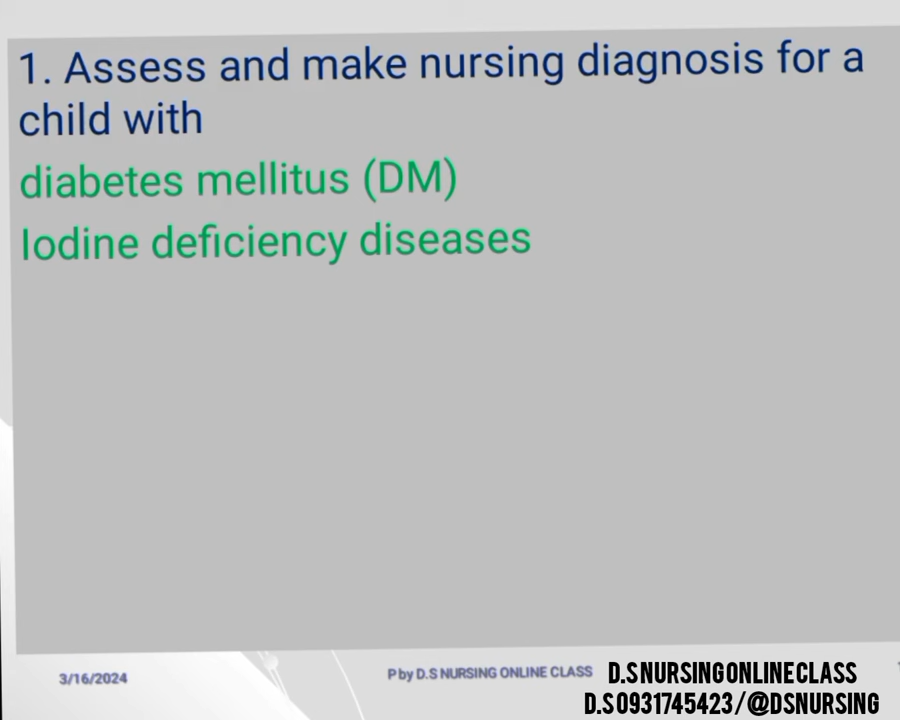 1. Assess and make nursing diagnosis for a
child with
diabetes mellitus (DM)
Iodine deficiency diseases
3/16/2024
P by D.S NURSING ONLINE CLASS
D.S NURSING ONLINE CLASS
D.S 0931745423/@DSNURSING